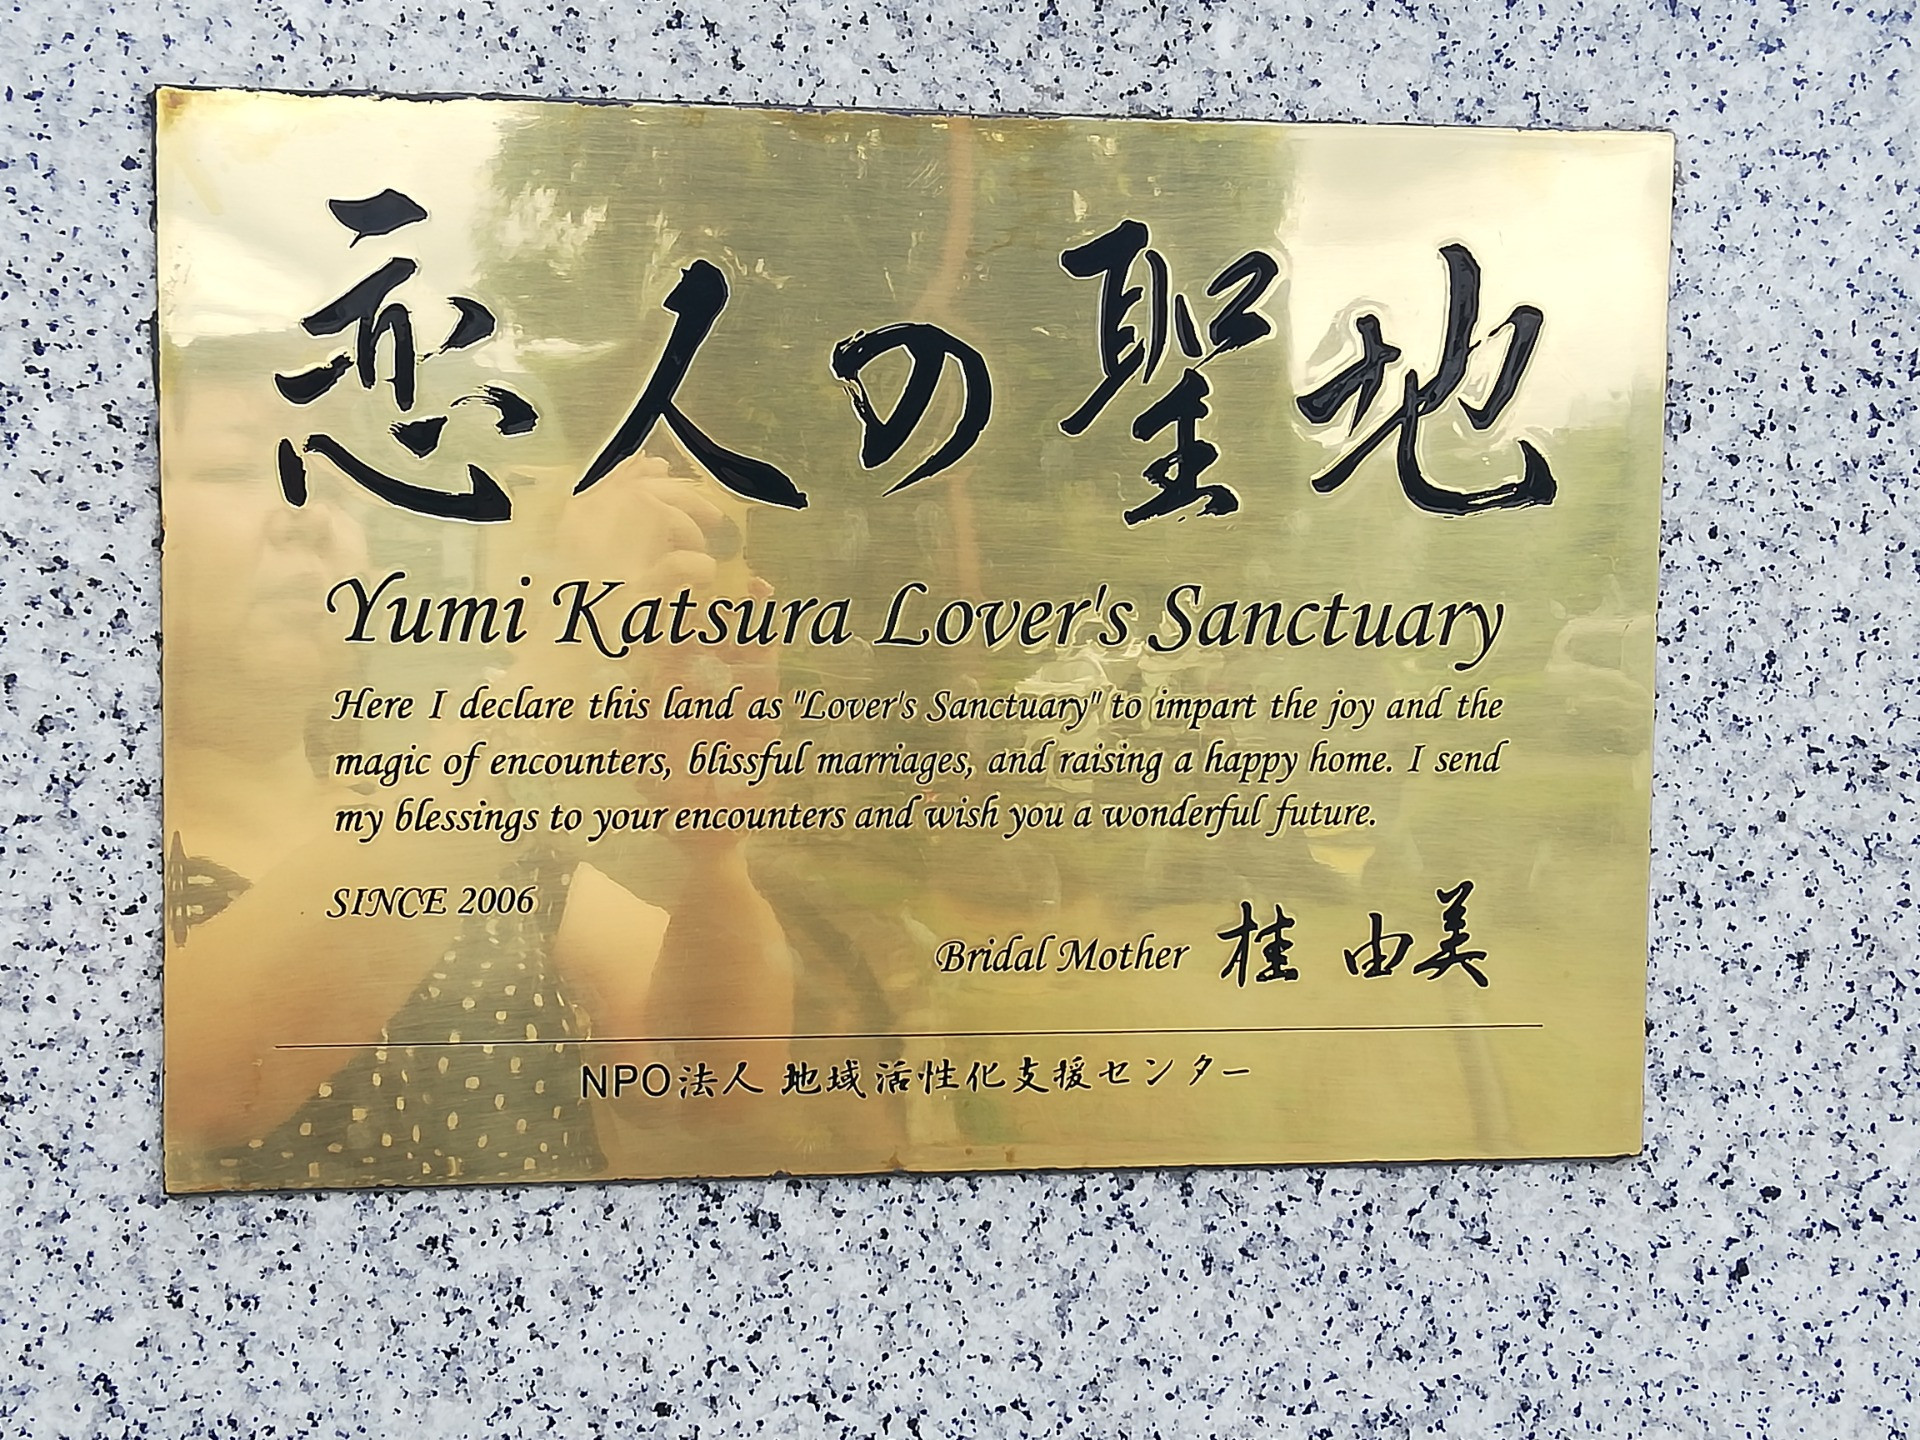 恋人の聖地
Yumi Katsura Lover's Sanctuary
Here I declare this land as "Lover's Sanctuary" to impart the joy and the
magic of encounters, blissful marriages, and raising a happy home. I send
my blessings to your encounters and wish you a wonderful future.
SINCE 2006
Bridal Mother 桂 由美
NPO法人 地域活性化支援センター